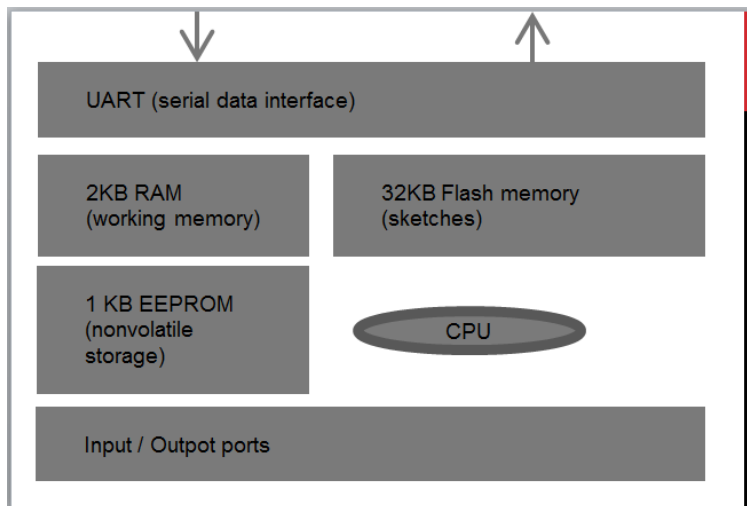 UART (serial data interface)
2KB RAM
(working memory)
32KB Flash memory
(sketches)
1 KB EEPROM
(nonvolatile
storage)
CPU
Input / Outpot ports